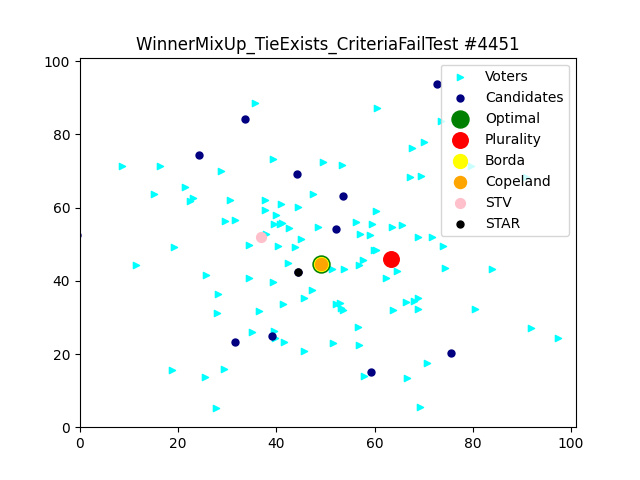 WinnerMixUp_TieExists_CriteriaFailTest #4451
100
80
60
40
20
0
0 20 40 60 80 100
Voters
Candidates
Optimal
Plurality
Borda
Copeland
STV
STAR